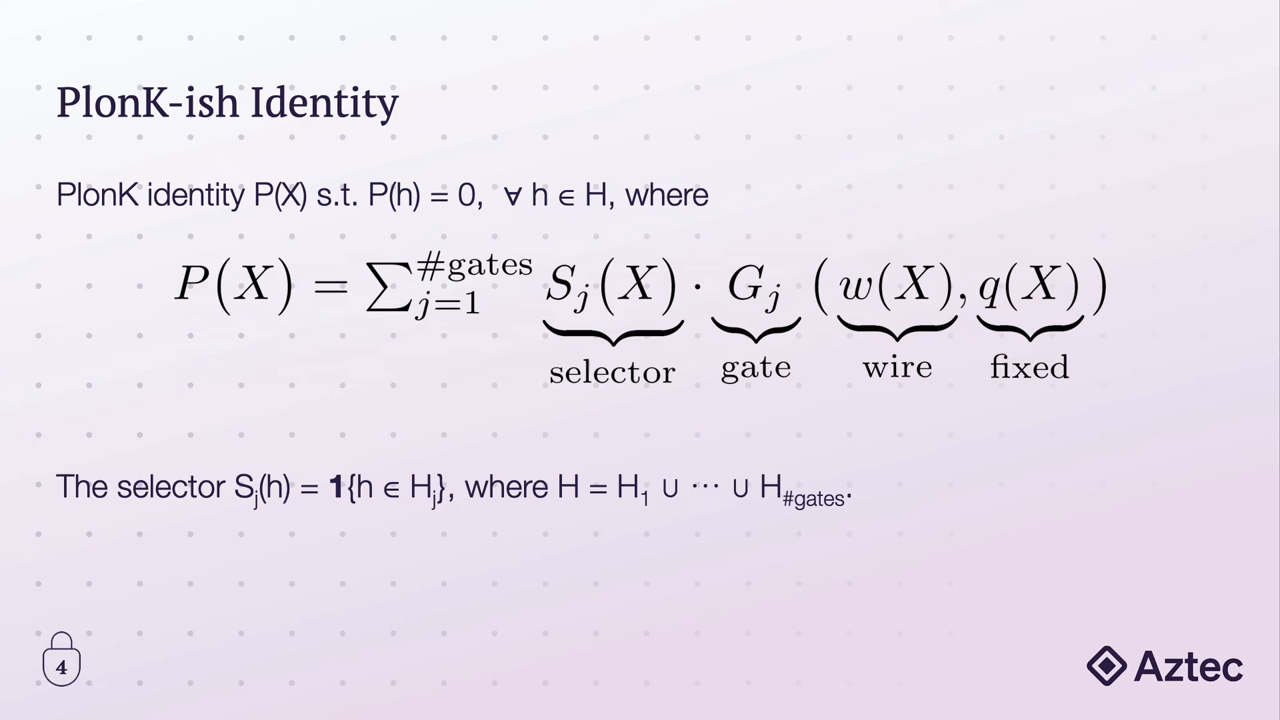 PlonK-ish Identity
PlonK identity P(X) s.t. P(h) = 0, ∀ h ∈ H, where
P(X) = ∑_{j=1}^{#gates} S_j(X) · G_j (w(X), q(X))
selector gate wire fixed
The selector S_j(h) = 1{h ∈ H_j}, where H = H_1 ∪ ⋯ ∪ H_{#gates}.
4
Aztec